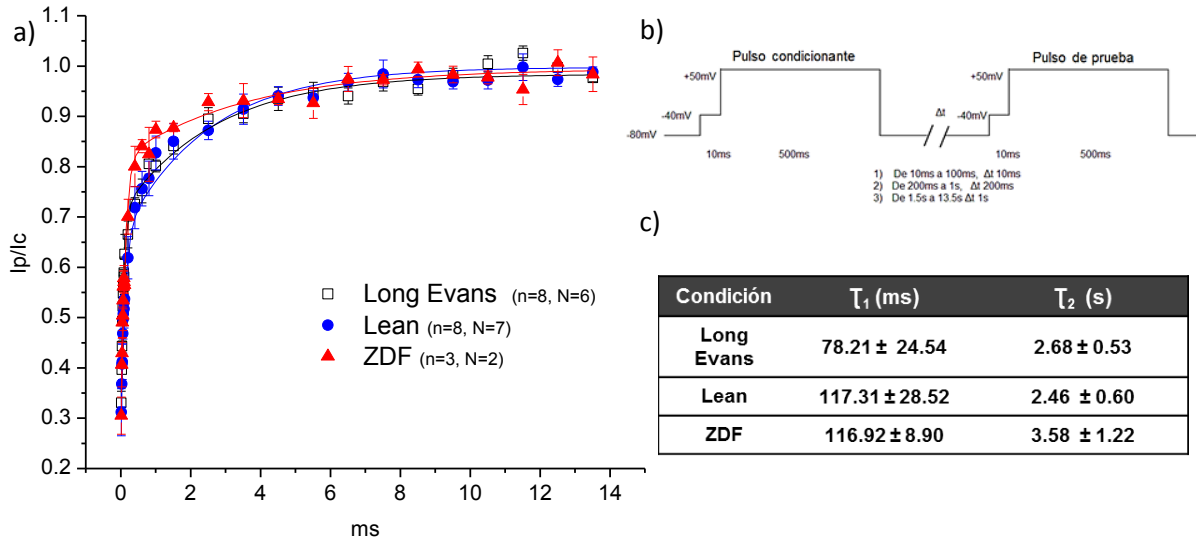 a)
1.1
1.0
0.9
0.8
0.7
0.6
0.5
0.4
0.3
0.2
Ip/Ic
Long Evans (n=8, N=6)
Lean (n=8, N=7)
ZDF (n=3, N=2)
0 2 4 6 8 10 12 14
ms
b)
Pulso condicionante Pulso de prueba
+50mV +50mV
-40mV Δt -40mV
-80mV
10ms 500ms 10ms 500ms
1) De 10ms a 100ms, Δt 10ms
2) De 200ms a 1s, Δt 200ms
3) De 1.5s a 13.5s Δt 1s
c)
Condición Ʈ1 (ms) Ʈ2 (s)
Long
Evans 78.21 ± 24.54 2.68 ± 0.53
Lean 117.31 ± 28.52 2.46 ± 0.60
ZDF 116.92 ± 8.90 3.58 ± 1.22